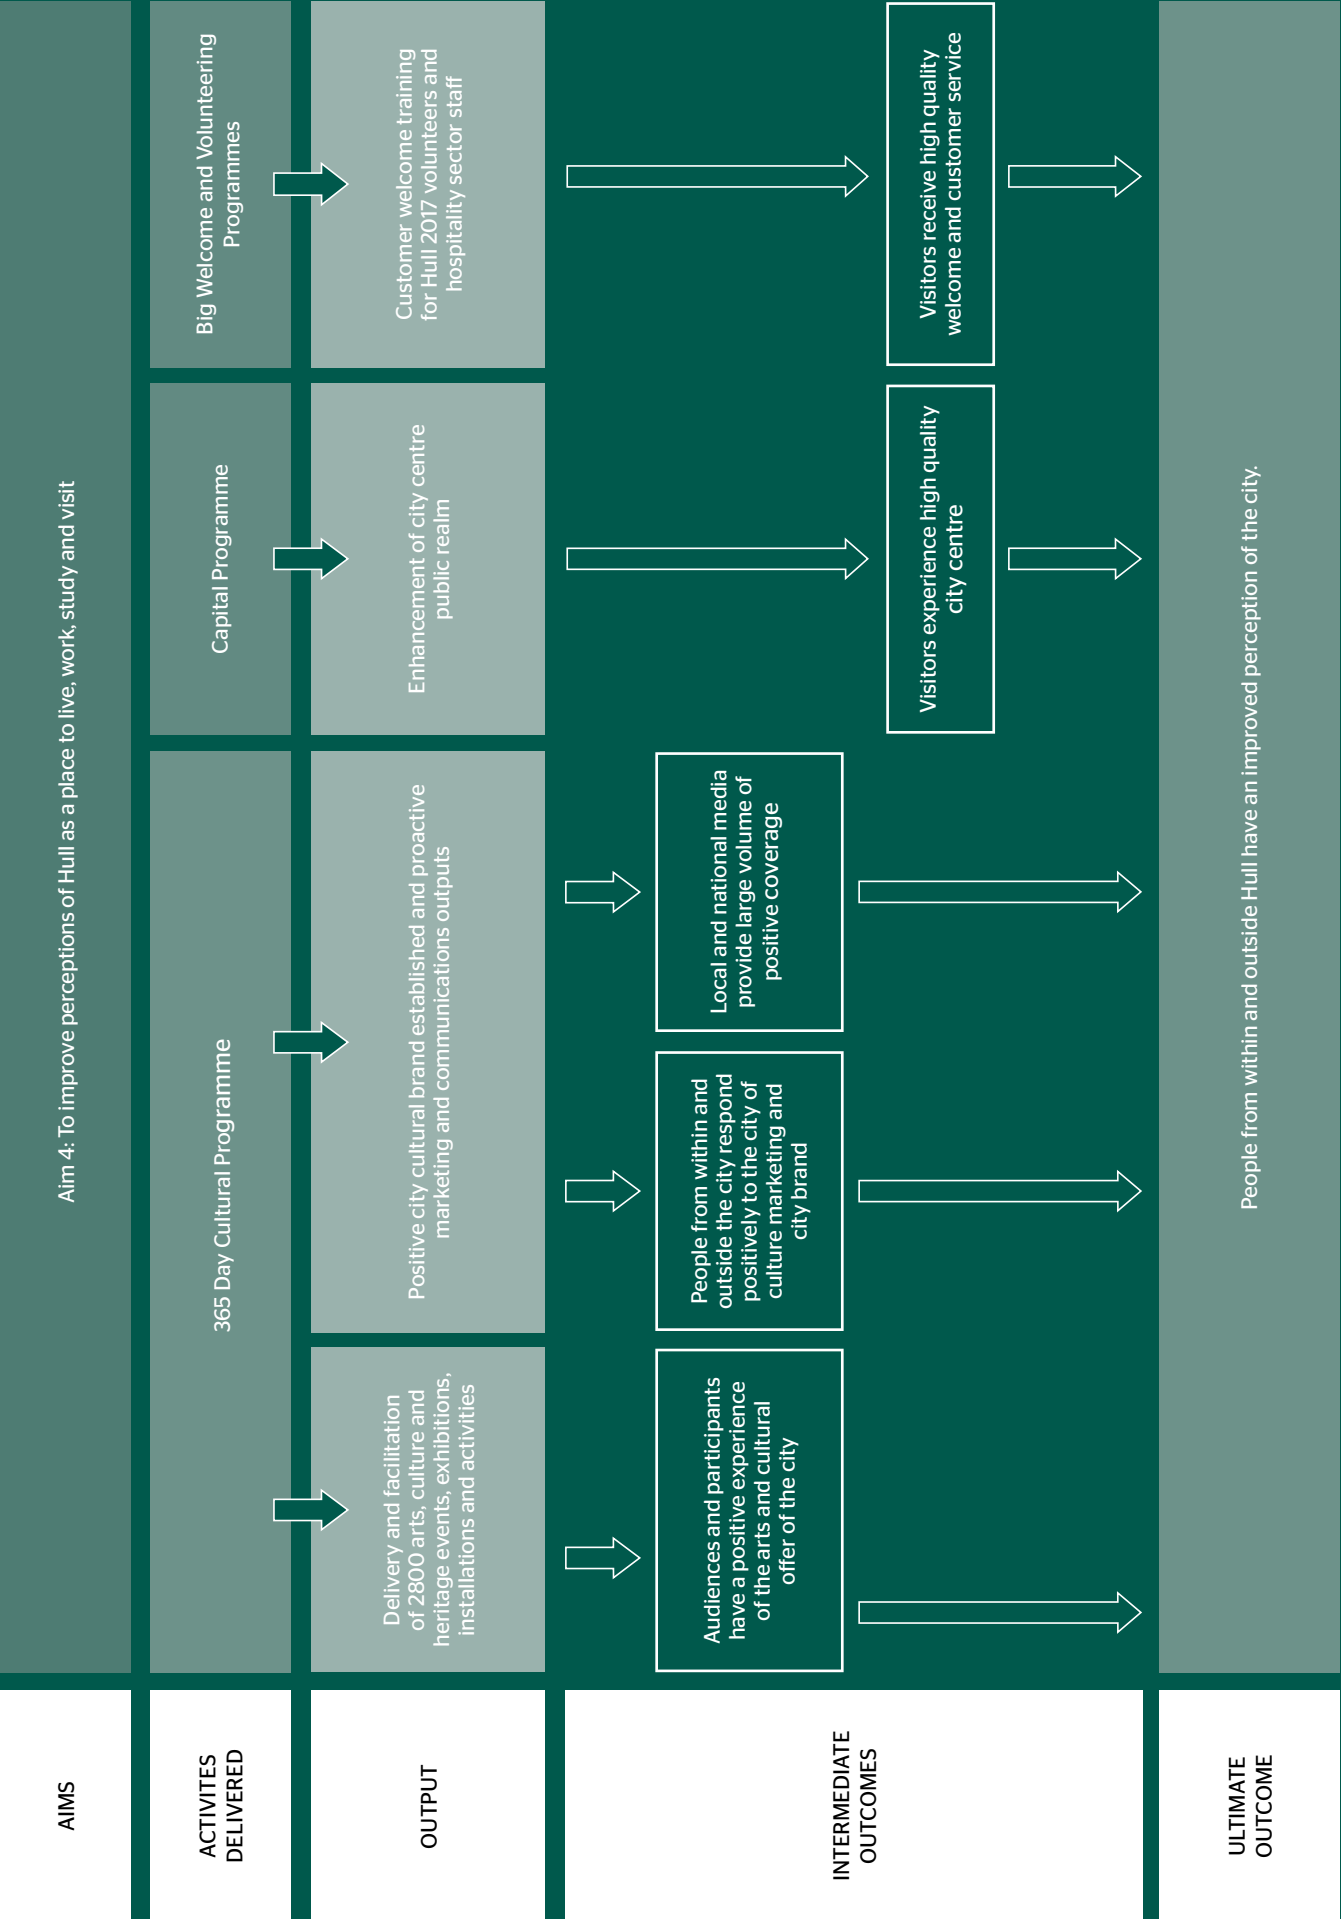 AIMS
Aim 4: To improve perceptions of Hull as a place to live, work, study and visit
ACTIVITES
DELIVERED
365 Day Cultural Programme
Capital Programme
Big Welcome and Volunteering
Programmes
OUTPUT
Delivery and facilitation
of 2800 arts, culture and
heritage events, exhibitions,
installations and activities
Positive city cultural brand established and proactive
marketing and communications outputs
Enhancement of city centre
public realm
Customer welcome training
for Hull 2017 volunteers and
hospitality sector staff
INTERMEDIATE
OUTCOMES
Audiences and participants
have a positive experience
of the arts and cultural
offer of the city
People from within and
outside the city respond
positively to the city of
culture marketing and
city brand
Local and national media
provide large volume of
positive coverage
Visitors experience high quality
city centre
Visitors receive high quality
welcome and customer service
ULTIMATE
OUTCOME
People from within and outside Hull have an improved perception of the city.